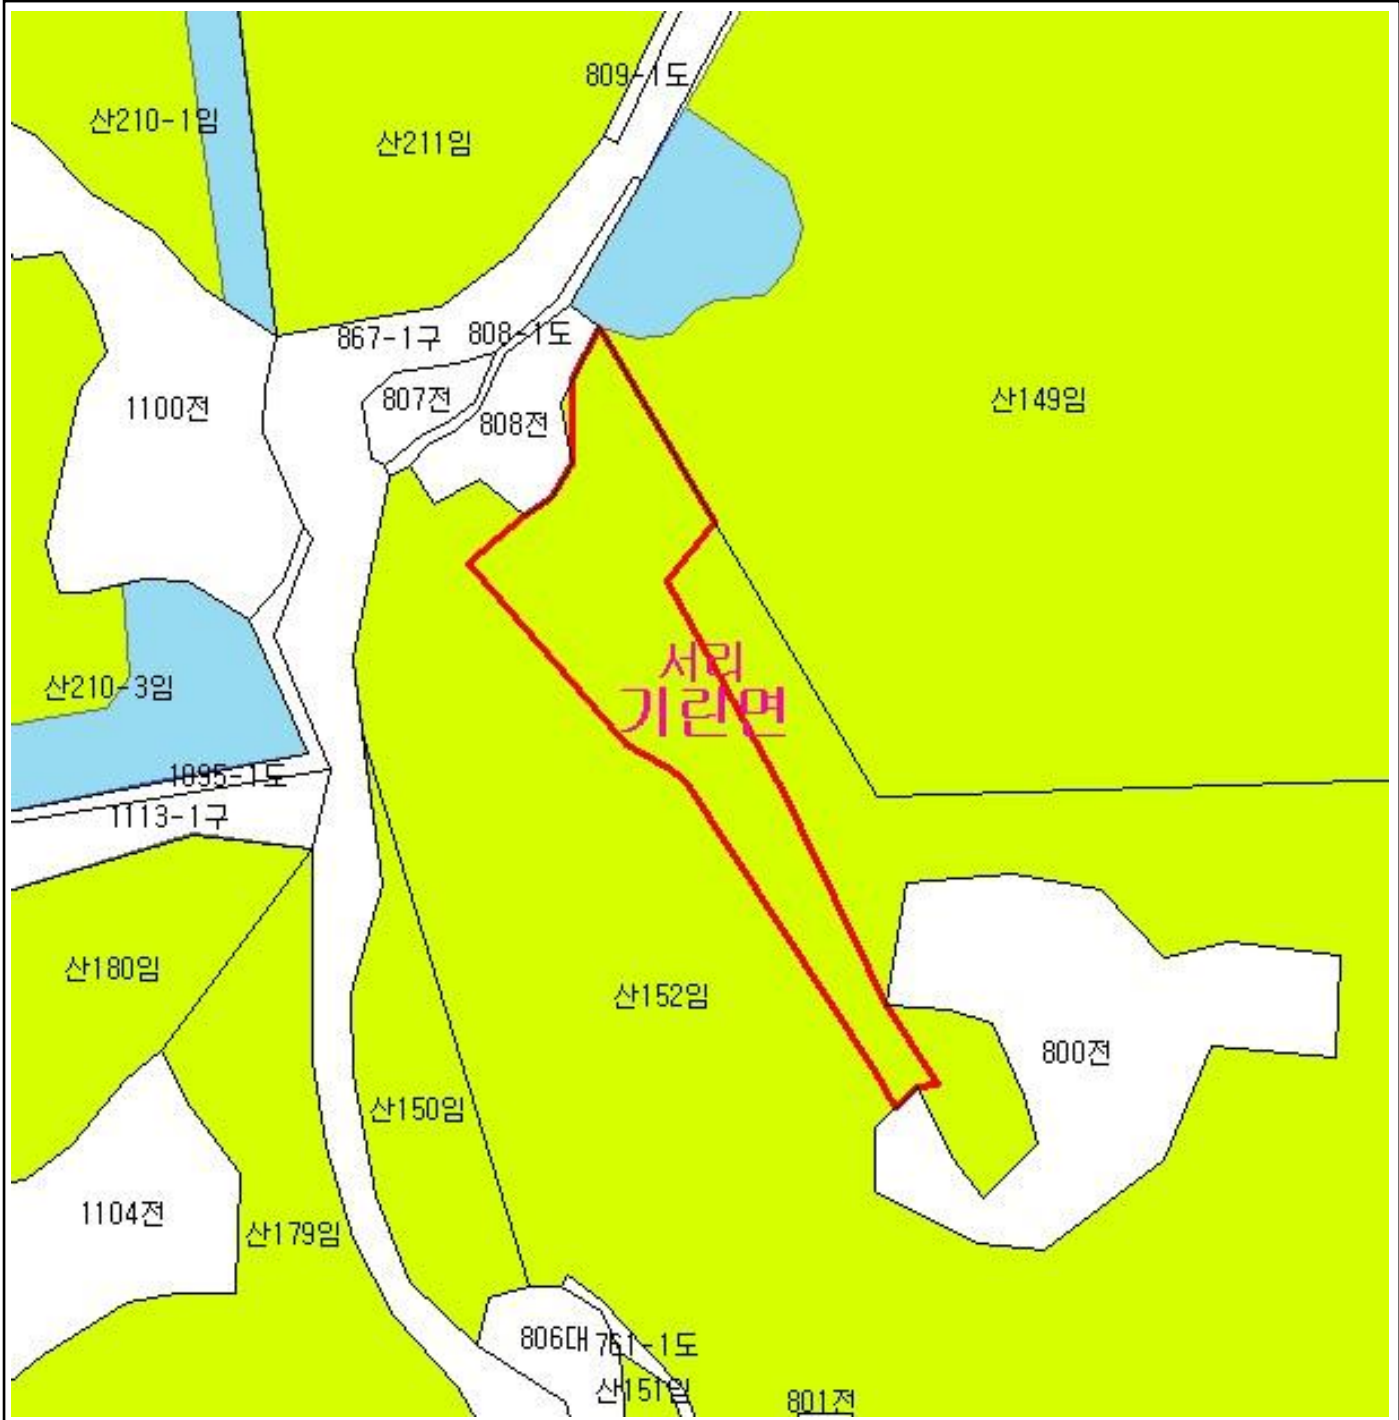 809-1도
산210-1임
산211임
867-1구
808-1도
807전
808전
1100전
산149임
서리
기린면
산210-3임
1095-1도
1113-1구
산180임
산152임
800전
산150임
1104전
산179임
806대
761-1도
산151임
801전